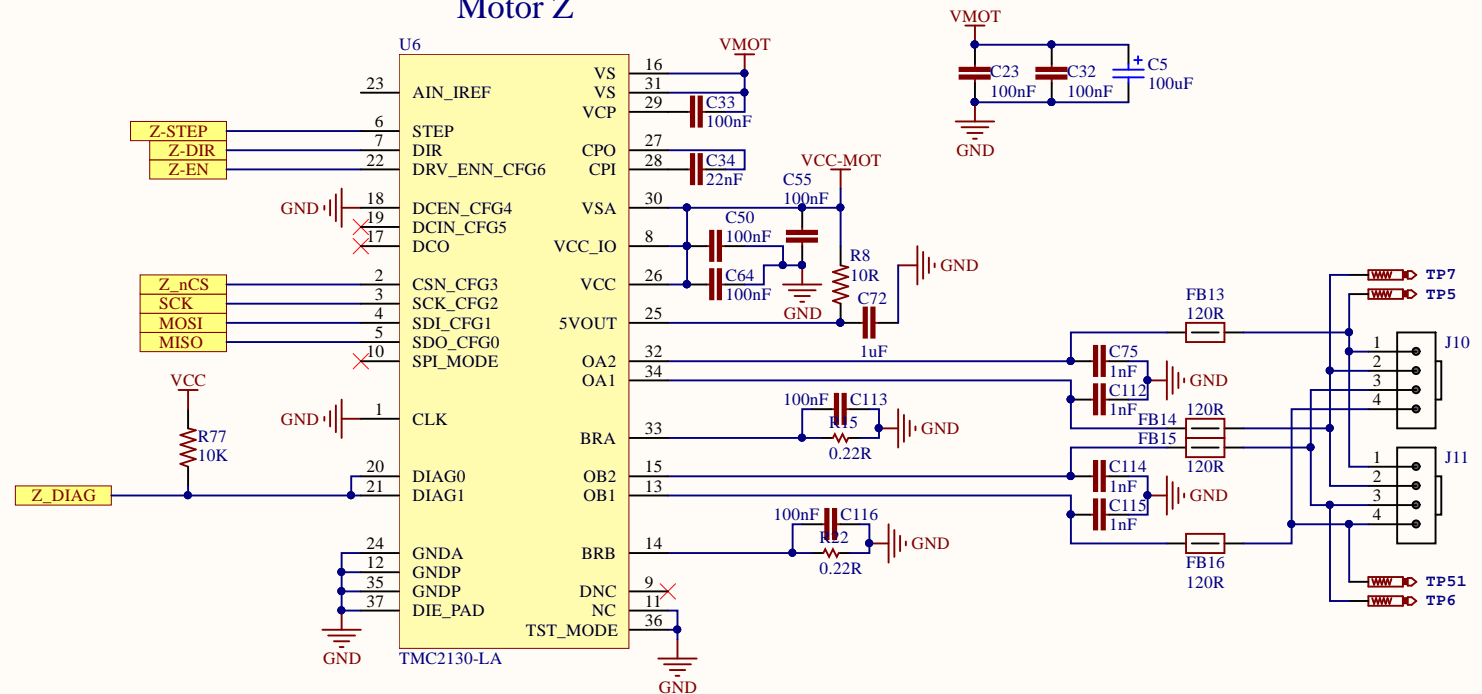 Motor Z
U6
VMOT
VMOT
23
AIN_IREF
VS
16
VS
31
VCP
29
C33
100nF
C23
100nF
C32
100nF
+
C5
100uF
GND
Z-STEP
6
STEP
Z-DIR
7
DIR
Z-EN
22
DRV_ENN_CFG6
CPO
27
CPI
28
C34
22nF
VCC-MOT
C55
100nF
GND
18
DCEN_CFG4
19
DCIN_CFG5
17
DCO
VSA
30
VCC_IO
8
VCC
26
C50
100nF
C64
100nF
GND
R8
10R
GND
C72
1uF
Z_nCS
2
CSN_CFG3
SCK
3
SCK_CFG2
MOSI
4
SDI_CFG1
MISO
5
SDO_CFG0
10
SPI_MODE
5VOUT
25
OA2
32
OA1
34
C75
1nF
C112
1nF
GND
FB13
120R
TP7
TP5
J10
1
2
3
4
VCC
R77
10K
GND
1
CLK
BRA
33
100nF
C113
R15
0.22R
GND
120R
FB14
FB15
120R
Z_DIAG
20
DIAG0
21
DIAG1
OB2
15
OB1
13
C114
1nF
C115
1nF
GND
J11
1
2
3
4
100nF
C116
R22
0.22R
GND
FB16
120R
24
GNDA
12
GNDP
35
GNDP
37
DIE_PAD
GND
BRB
14
DNC
9
NC
11
TST_MODE
36
GND
TP51
TP6
TMC2130-LA